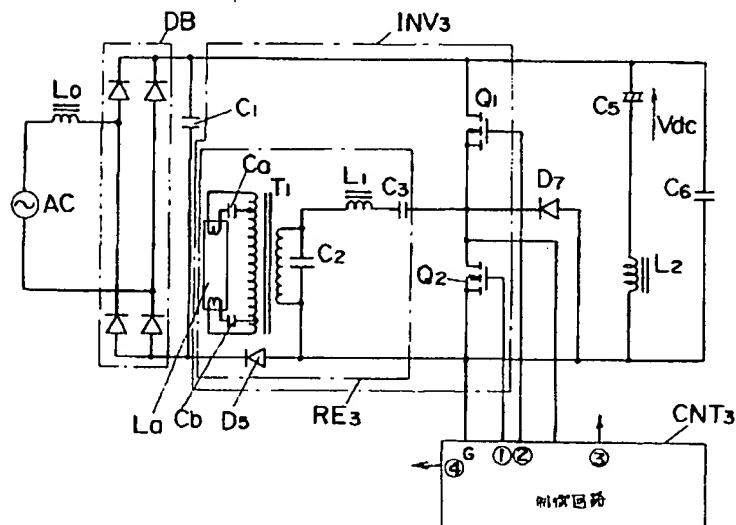 DB
INV3
L0
C1
Q1
C5
Vdc
C6
Ca
T1
L1
C3
D7
AC
C2
Q2
L2
La
Cb
D5
RE3
CNT3
G
①
②
③
④
制御回路